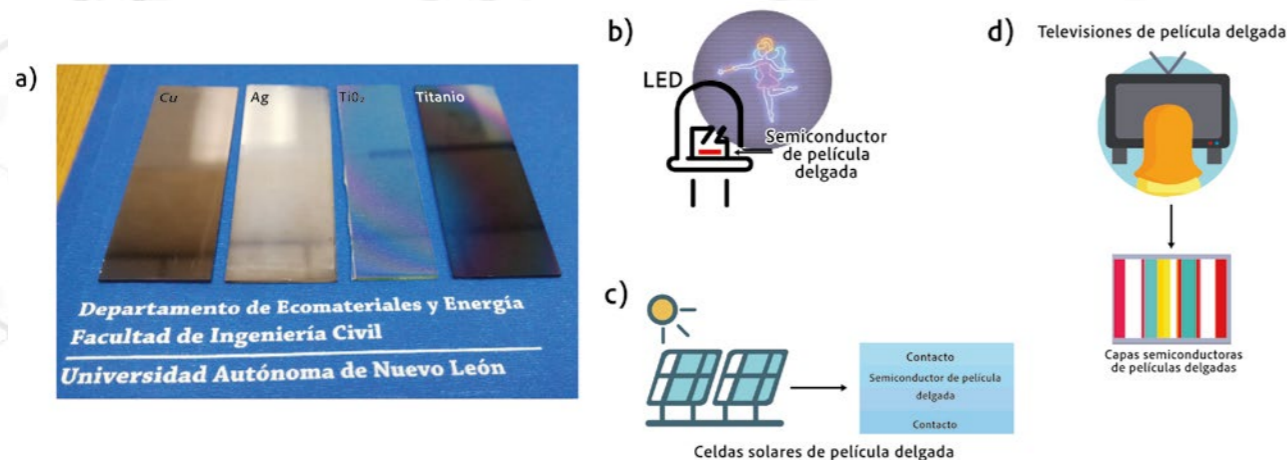 a)
Cu
Ag
TiO₂
Titanio
Departamento de Ecomateriales y Energía
Facultad de Ingeniería Civil
Universidad Autónoma de Nuevo León
b)
LED
Semiconductor
de película
delgada
c)
Contacto
Semiconductor de película
delgada
Contacto
Celdas solares de película delgada
d)
Televisiones de película delgada
Capas semiconductoras
de películas delgadas